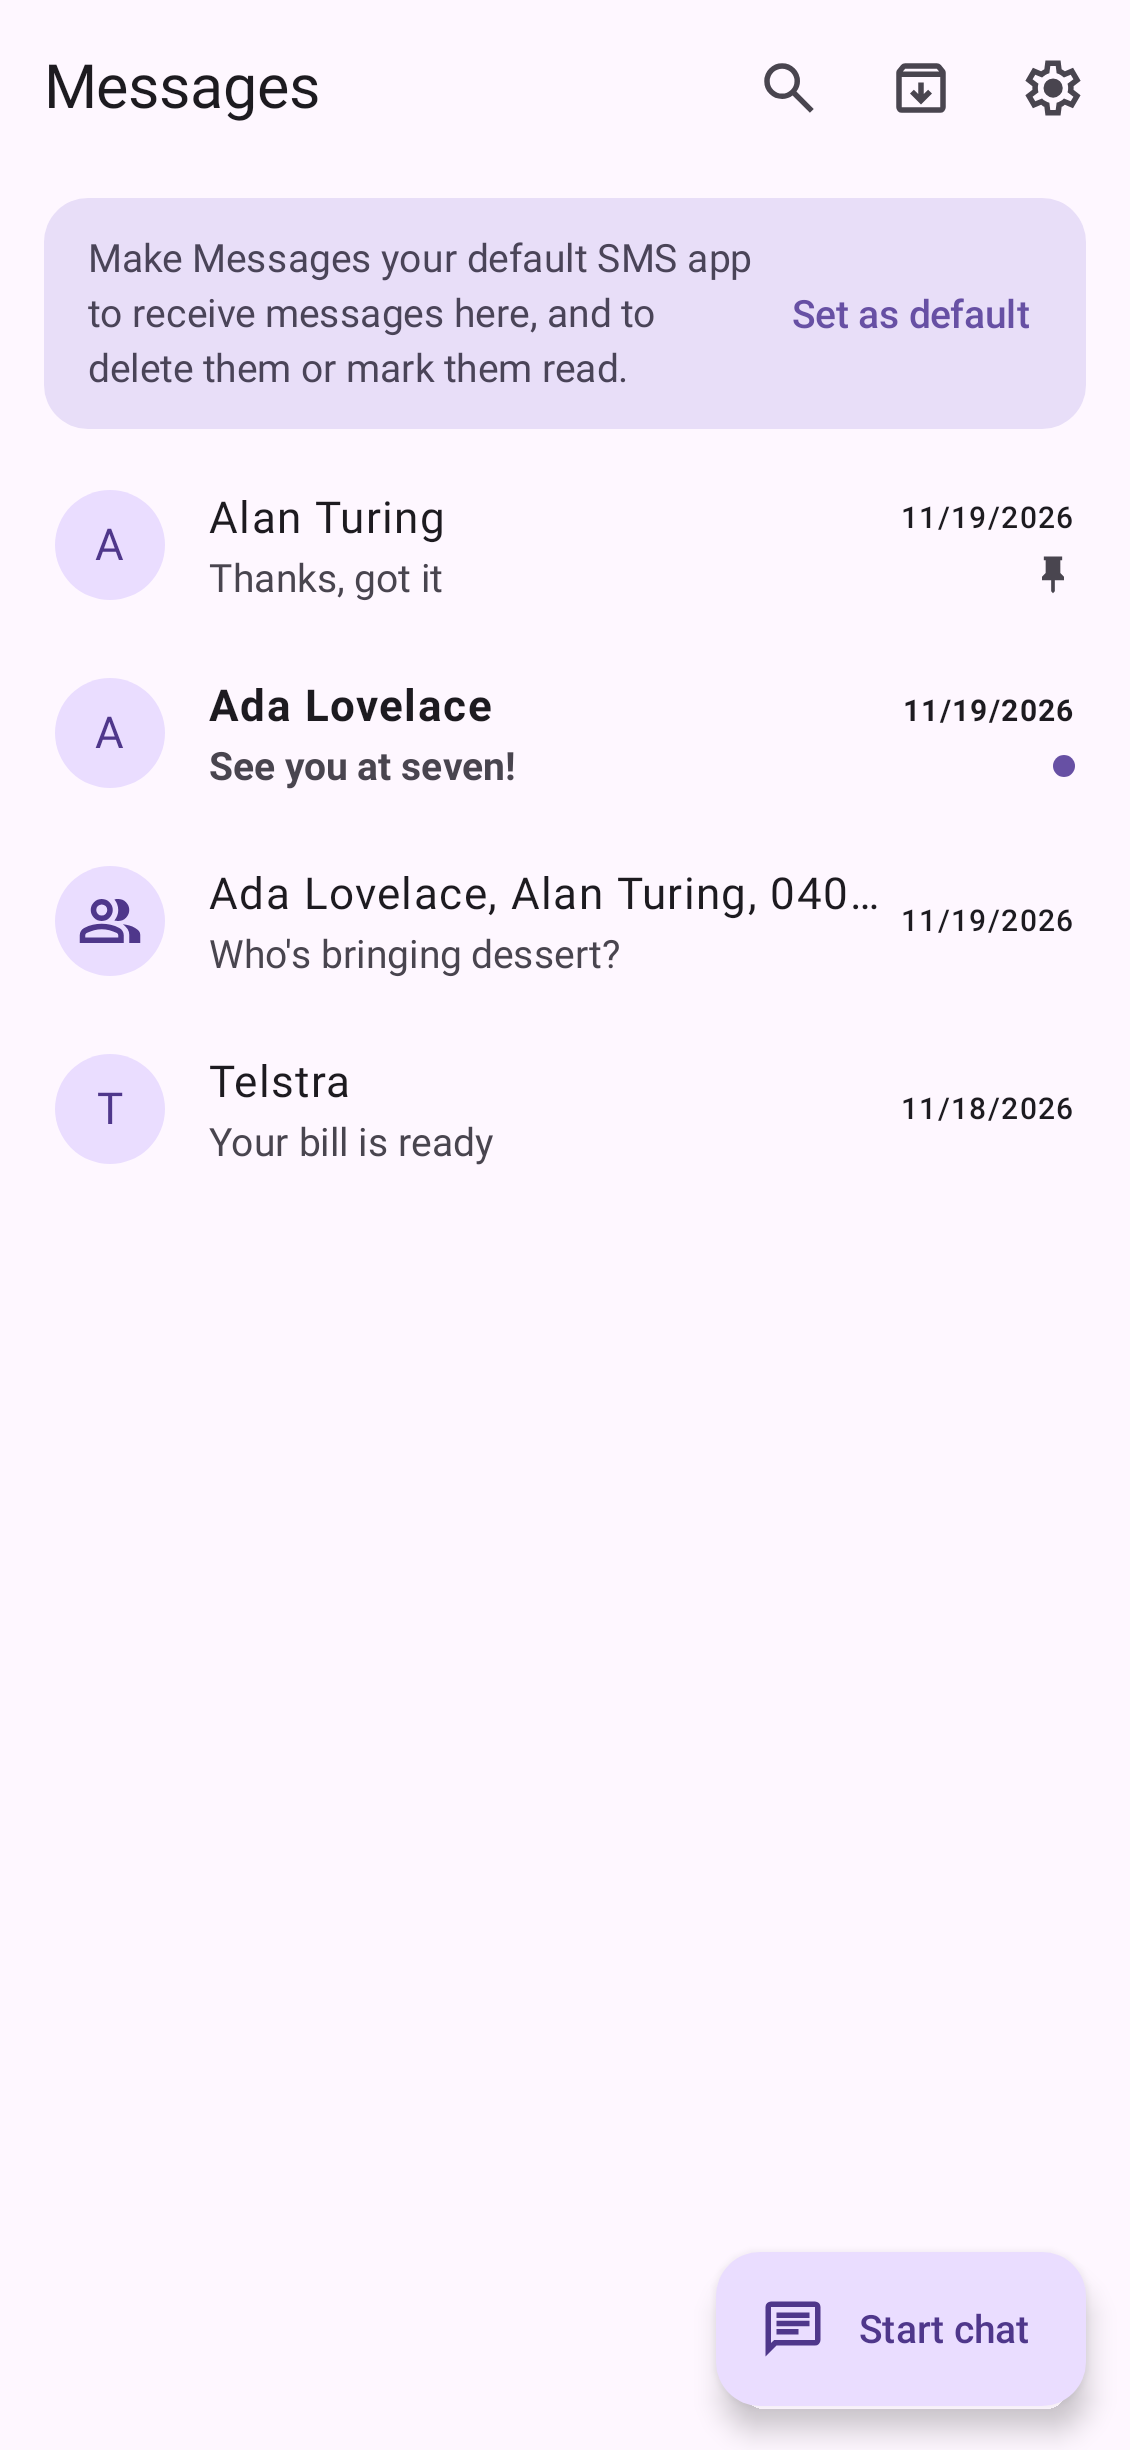 Messages
Make Messages your default SMS app
to receive messages here, and to
delete them or mark them read.
Set as default
A
Alan Turing
11/19/2026
Thanks, got it
A
Ada Lovelace
11/19/2026
See you at seven!
Ada Lovelace, Alan Turing, 040…
11/19/2026
Who's bringing dessert?
T
Telstra
11/18/2026
Your bill is ready
Start chat